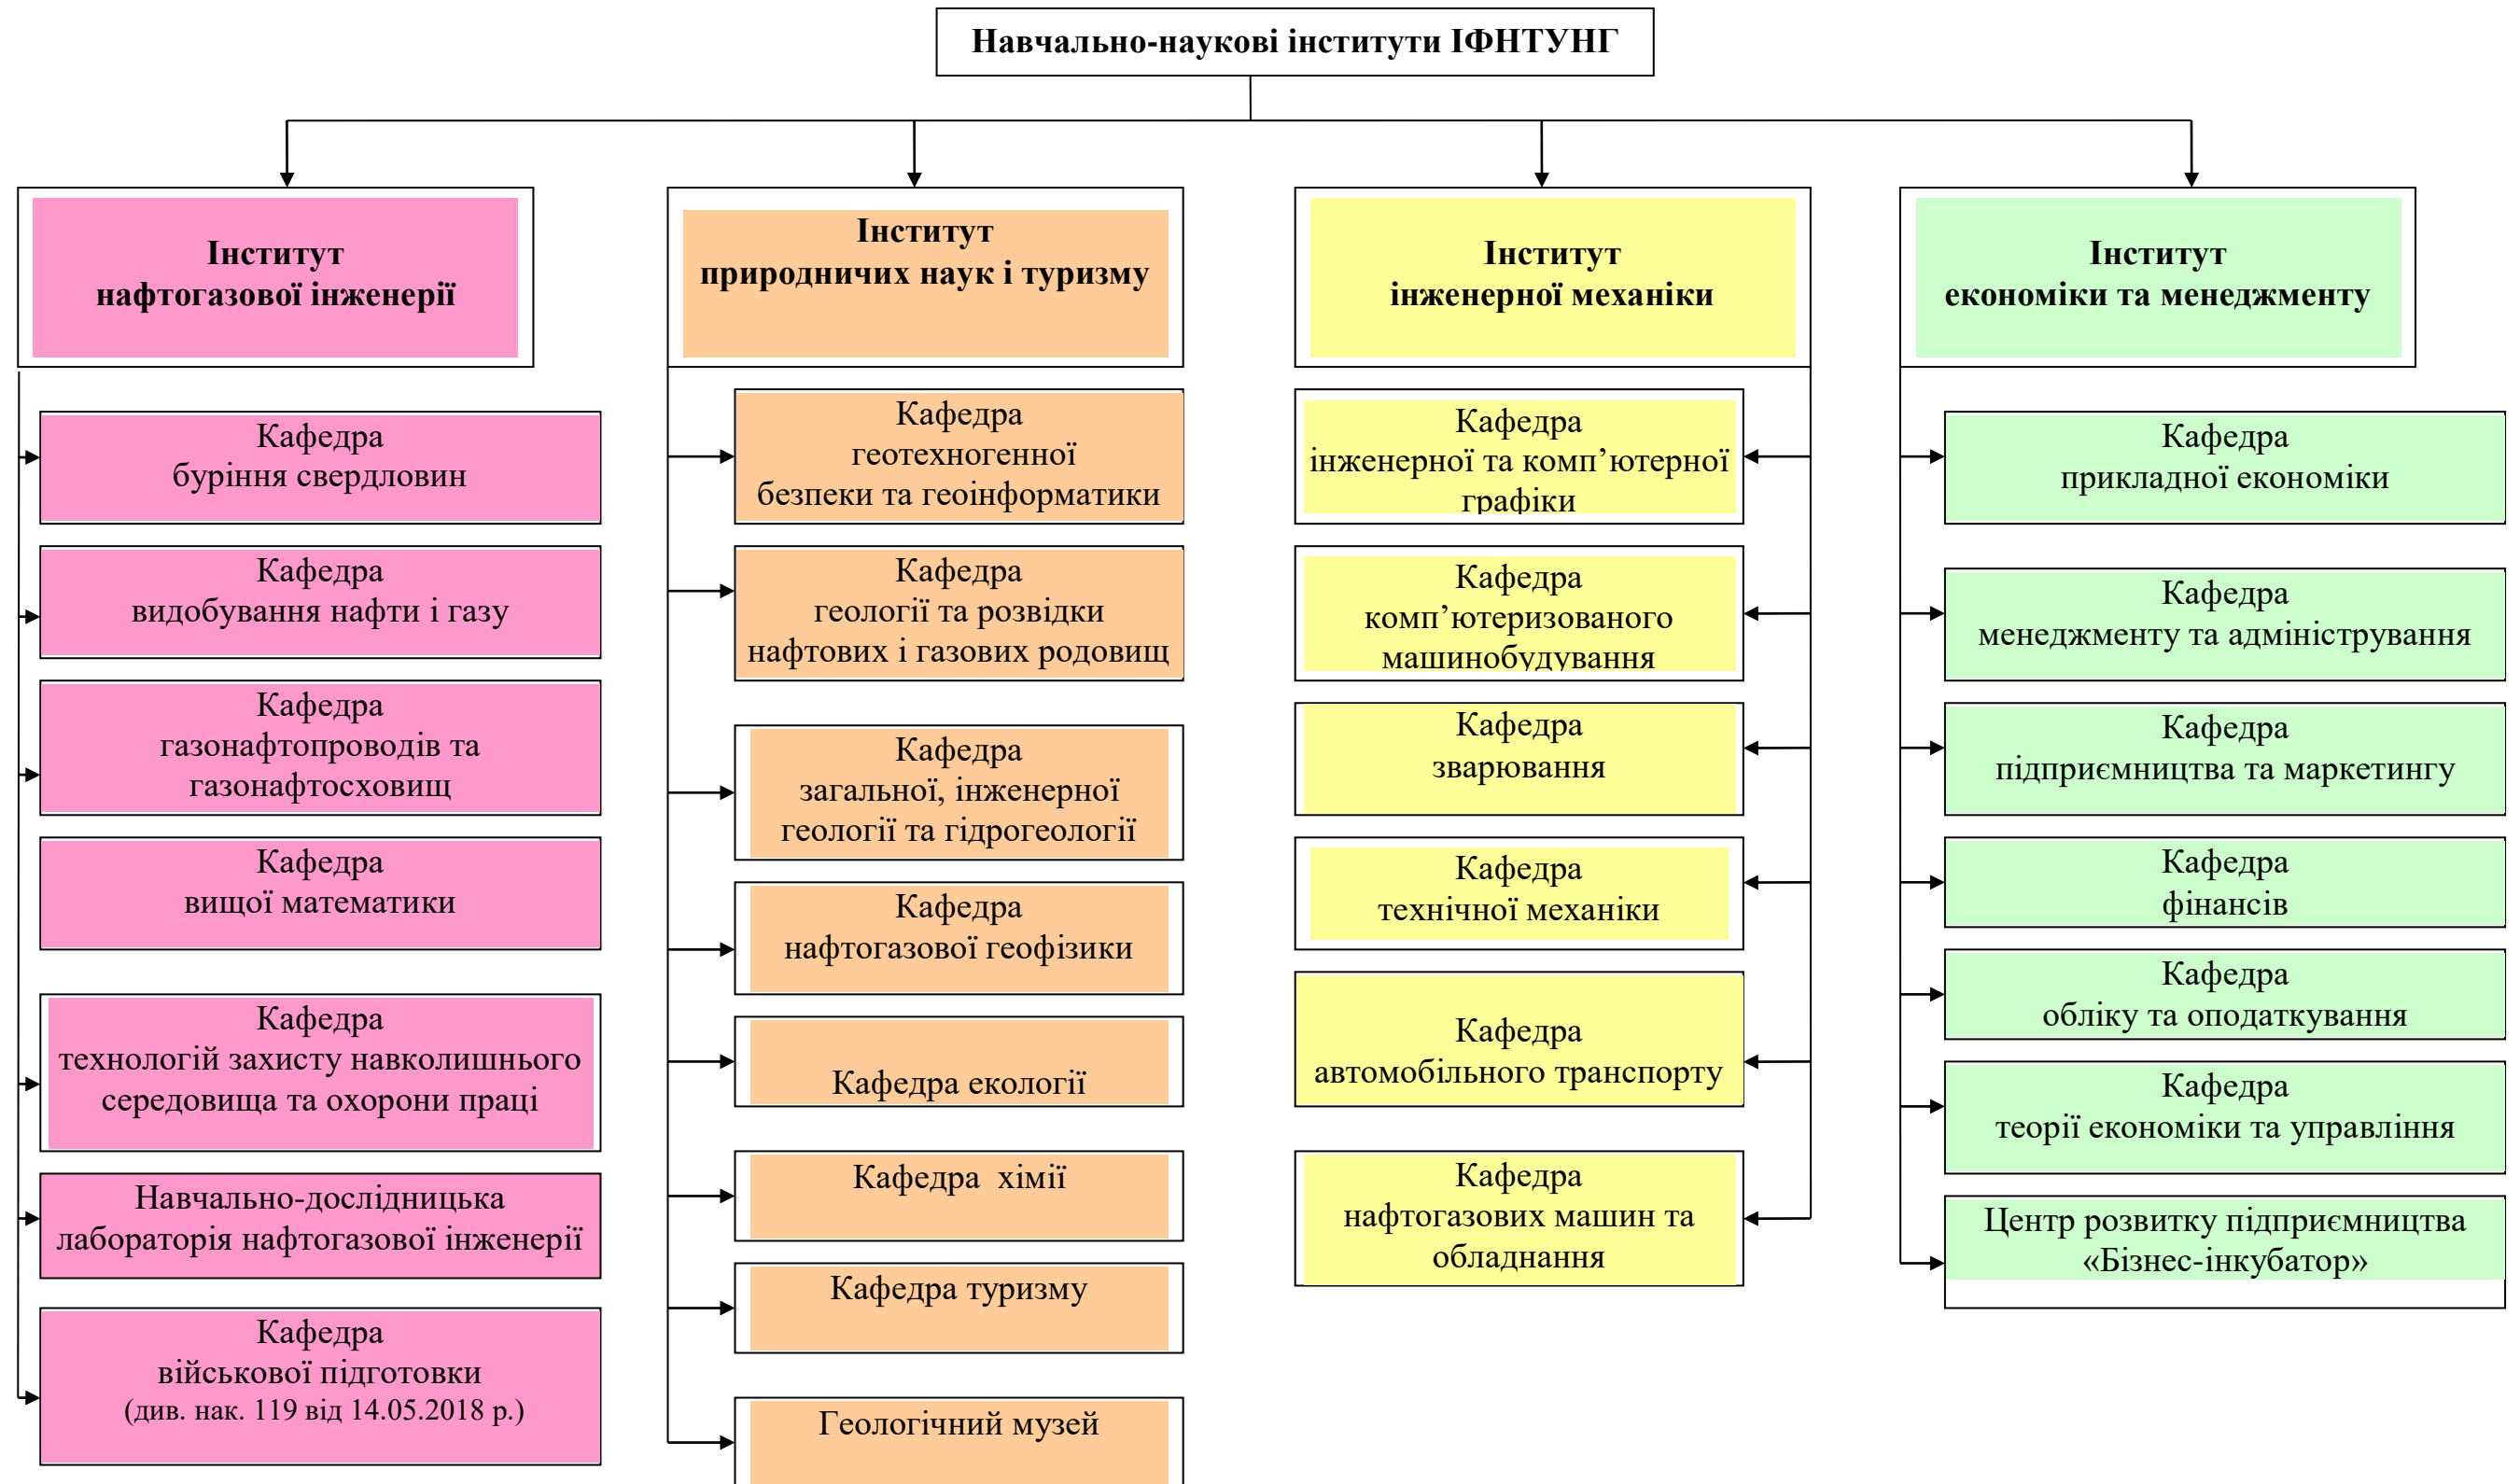 Навчально-наукові інститути ІФНТУНГ
Інститут
нафтогазової інженерії
Кафедра
буріння свердловин
Кафедра
видобування нафти і газу
Кафедра
газонафтопроводів та
газонафтосховищ
Кафедра
вищої математики
Кафедра
технологій захисту навколишнього
середовища та охорони праці
Навчально-дослідницька
лабораторія нафтогазової інженерії
Кафедра
військової підготовки
(див. нак. 119 від 14.05.2018 р.)
Інститут
природничих наук і туризму
Кафедра
геотехногенної
безпеки та геоінформатики
Кафедра
геології та розвідки
нафтових і газових родовищ
Кафедра
загальної, інженерної
геології та гідрогеології
Кафедра
нафтогазової геофізики
Кафедра екології
Кафедра хімії
Кафедра туризму
Геологічний музей
Інститут
інженерної механіки
Кафедра
інженерної та комп’ютерної
графіки
Кафедра
комп’ютеризованого
машинобудування
Кафедра
зварювання
Кафедра
технічної механіки
Кафедра
автомобільного транспорту
Кафедра
нафтогазових машин та
обладнання
Інститут
економіки та менеджменту
Кафедра
прикладної економіки
Кафедра
менеджменту та адміністрування
Кафедра
підприємництва та маркетингу
Кафедра
фінансів
Кафедра
обліку та оподаткування
Кафедра
теорії економіки та управління
Центр розвитку підприємництва
«Бізнес-інкубатор»